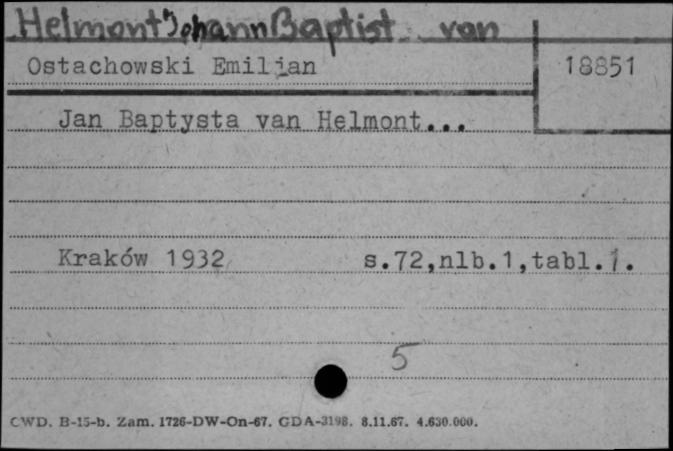 Helmont Johann Baptist van
Ostachowski Emilian 18851
Jan Baptysta van Helmont...
Kraków 1932 s.72,nlb.1,tabl.1.
5
CWD. B-15-b. Zam. 1726-DW-On-67. GDA-3198. 8.11.67. 4.630.000.